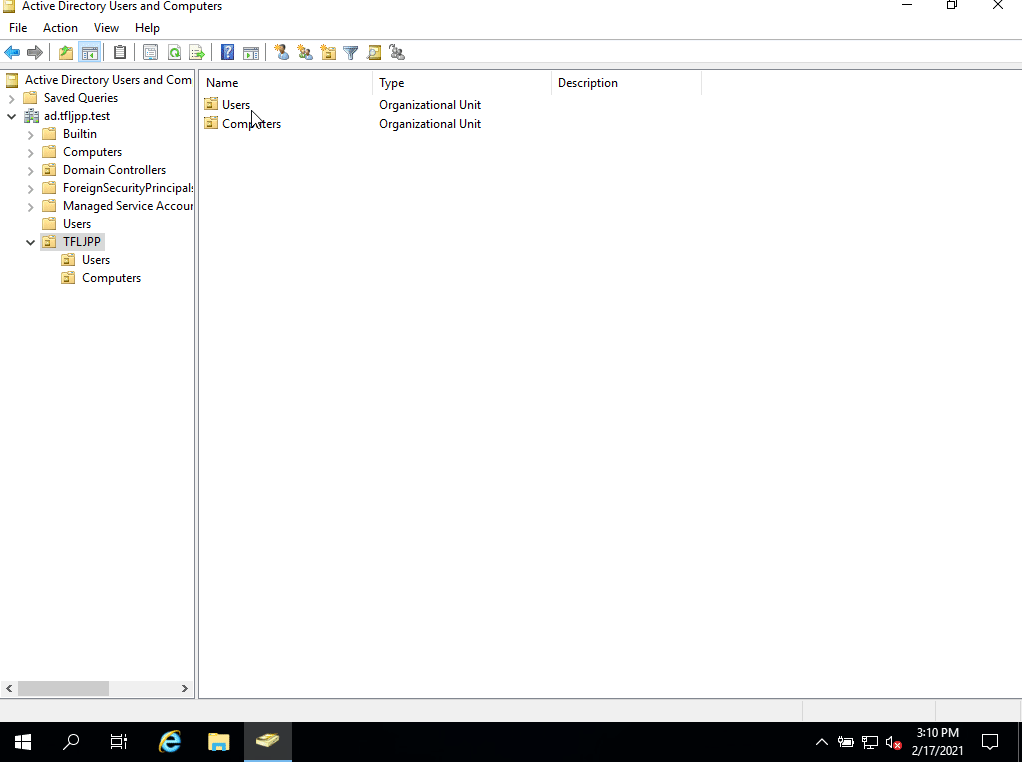 Active Directory Users and Computers
File Action View Help
Active Directory Users and Com
Saved Queries
ad.tfljpp.test
Builtin
Computers
Domain Controllers
ForeignSecurityPrincipals
Managed Service Accoun
Users
TFLJPP
Users
Computers
Name Type Description
Users Organizational Unit
Computers Organizational Unit
3:10 PM
2/17/2021